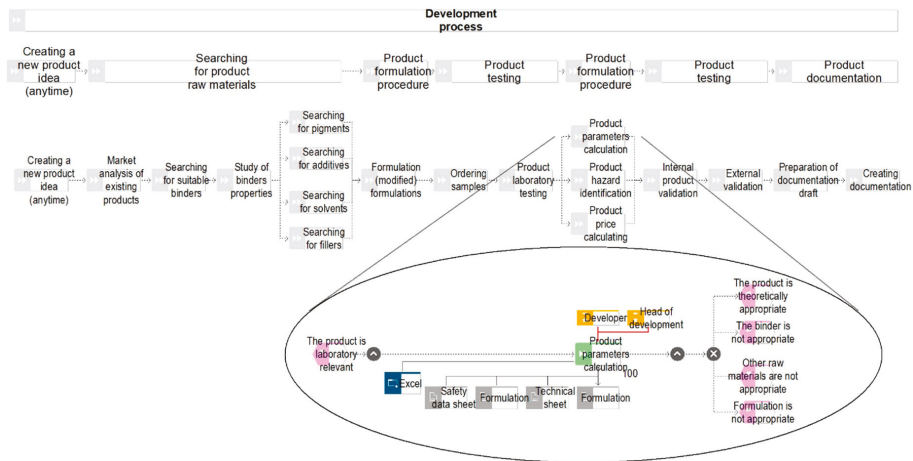 Development
process
Creating a
new product
idea
(anytime)
Searching
for product
raw materials
Product
formulation
procedure
Product
testing
Product
formulation
procedure
Product
testing
Product
documentation
Creating a
new product
idea
(anytime)
Market
analysis of
existing
products
Searching
for suitable
binders
Study of
binders
properties
Searching
for pigments
Searching
for additives
Searching
for solvents
Searching
for fillers
Formulation
(modified)
formulations
Ordering
samples
Product
laboratory
testing
Product
parameters
calculation
Product
hazard
identification
Product
price
calculating
Internal
product
validation
External
validation
Preparation of
documentation
draft
Creating
documentation
The product is
laboratory
relevant
Developer
Head of
development
Product
parameters
calculation
100
Excel
Safety
data sheet
Formulation
Technical
sheet
Formulation
The product is
theoretically
appropriate
The binder is
not appropriate
Other raw
materials are not
appropriate
Formulation is
not appropriate